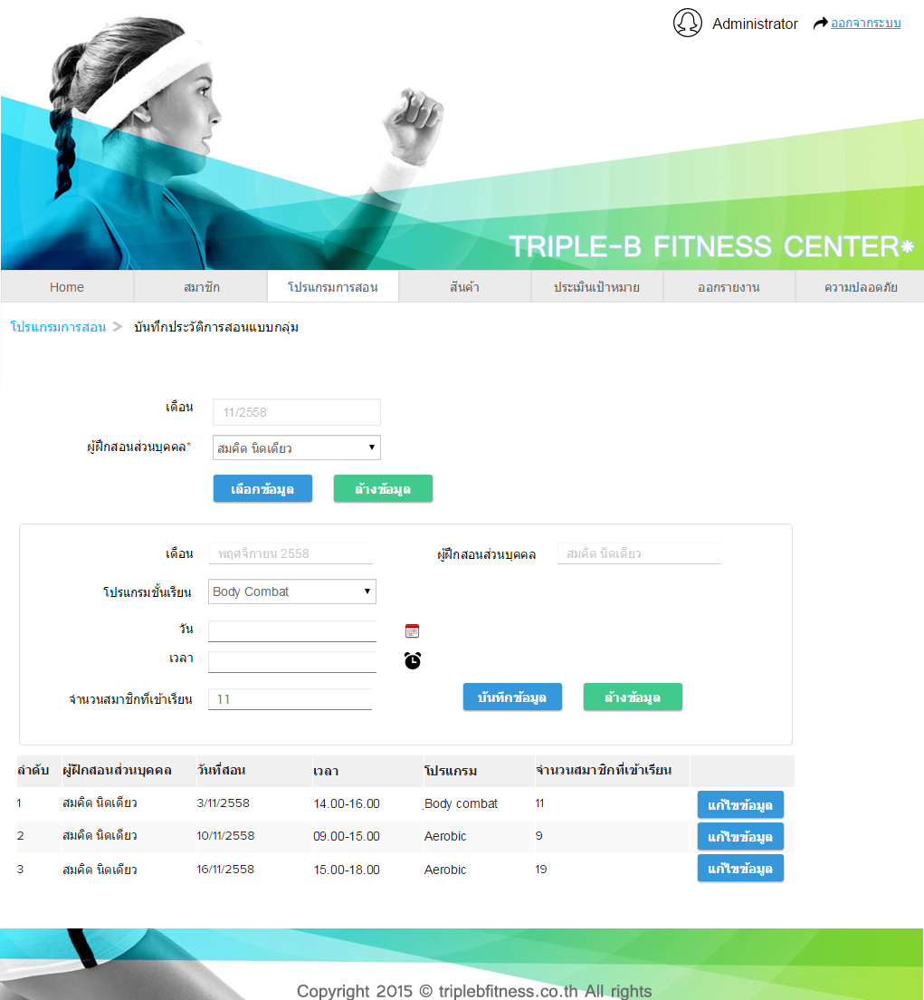 Administrator ออกจากระบบ
TRIPLE-B FITNESS CENTER*
Home สมาชิก โปรแกรมการสอน สินค้า ประเมินเป้าหมาย ออกรายงาน ความปลอดภัย
โปรแกรมการสอน > บันทึกประวัติการสอนแบบกลุ่ม
เดือน 11/2558
ผู้ฝึกสอนส่วนบุคคล* สมคิด นิดเดียว
เลือกข้อมูล ล้างข้อมูล
เดือน พฤศจิกายน 2558 ผู้ฝึกสอนส่วนบุคคล สมคิด นิดเดียว
โปรแกรมชั้นเรียน Body Combat
วัน
เวลา
จำนวนสมาชิกที่เข้าเรียน 11 บันทึกข้อมูล ล้างข้อมูล
ลำดับ ผู้ฝึกสอนส่วนบุคคล วันที่สอน เวลา โปรแกรม จำนวนสมาชิกที่เข้าเรียน
1 สมคิด นิดเดียว 3/11/2558 14.00-16.00 Body combat 11 แก้ไขข้อมูล
2 สมคิด นิดเดียว 10/11/2558 09.00-15.00 Aerobic 9 แก้ไขข้อมูล
3 สมคิด นิดเดียว 16/11/2558 15.00-18.00 Aerobic 19 แก้ไขข้อมูล
Copyright 2015 © triplebfitness.co.th All rights